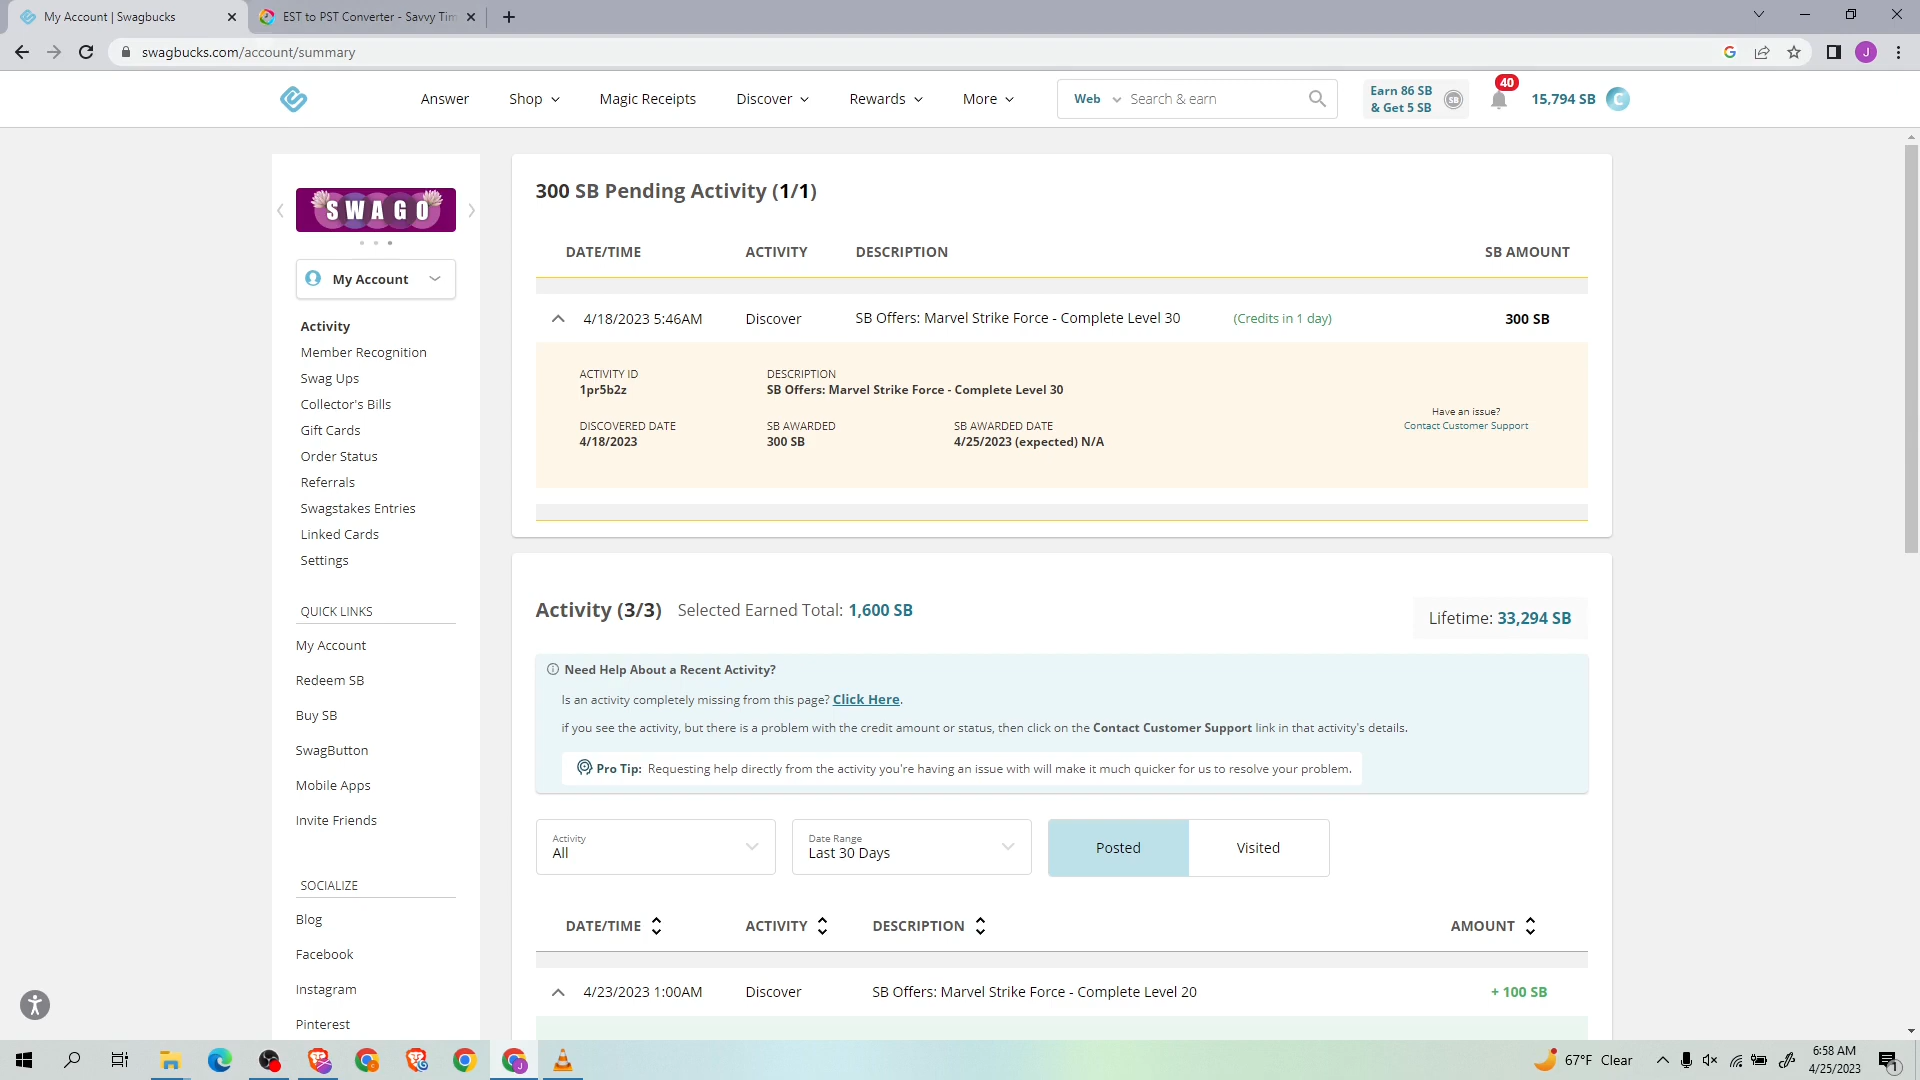 My Account | Swagbucks
EST to PST Converter - Savvy Tim
swagbucks.com/account/summary
J
Answer
Shop
Magic Receipts
Discover
Rewards
More
Web
Search & earn
Earn 86 SB
& Get 5 SB
SB
40
15,794 SB
C
SWAGO
My Account
Activity
Member Recognition
Swag Ups
Collector's Bills
Gift Cards
Order Status
Referrals
Swagstakes Entries
Linked Cards
Settings
QUICK LINKS
My Account
Redeem SB
Buy SB
SwagButton
Mobile Apps
Invite Friends
SOCIALIZE
Blog
Facebook
Instagram
Pinterest
300 SB Pending Activity (1/1)
DATE/TIME ACTIVITY DESCRIPTION SB AMOUNT
4/18/2023 5:46AM Discover SB Offers: Marvel Strike Force - Complete Level 30 (Credits in 1 day) 300 SB
ACTIVITY ID DESCRIPTION
1pr5b2z SB Offers: Marvel Strike Force - Complete Level 30
Have an issue?
Contact Customer Support
DISCOVERED DATE SB AWARDED SB AWARDED DATE
4/18/2023 300 SB 4/25/2023 (expected) N/A
Activity (3/3) Selected Earned Total: 1,600 SB
Lifetime: 33,294 SB
Need Help About a Recent Activity?
Is an activity completely missing from this page? Click Here.
if you see the activity, but there is a problem with the credit amount or status, then click on the Contact Customer Support link in that activity's details.
Pro Tip: Requesting help directly from the activity you're having an issue with will make it much quicker for us to resolve your problem.
Activity
All
Date Range
Last 30 Days
Posted
Visited
DATE/TIME ACTIVITY DESCRIPTION AMOUNT
4/23/2023 1:00AM Discover SB Offers: Marvel Strike Force - Complete Level 20 + 100 SB
67°F Clear
6:58 AM
4/25/2023
1